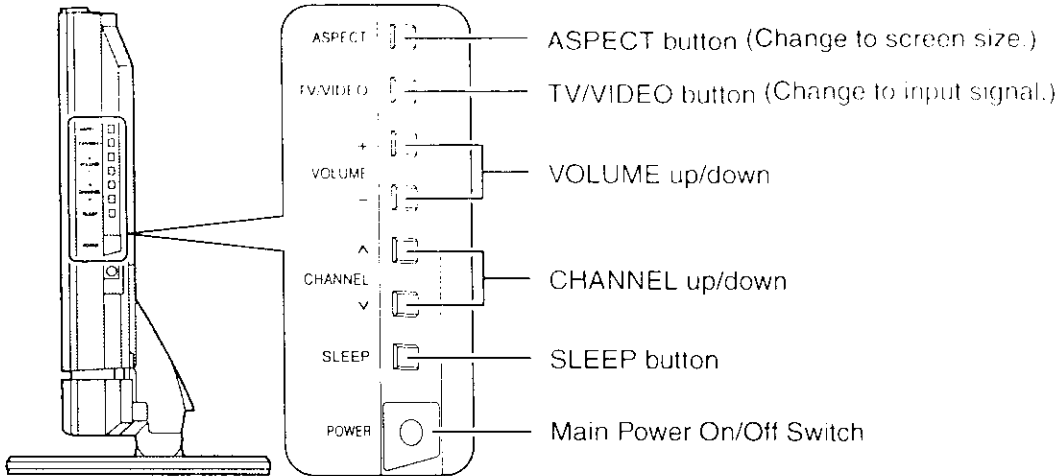 ASPECT ASPECT button (Change to screen size.)
TV/VIDEO TV/VIDEO button (Change to input signal.)
+
VOLUME VOLUME up/down
−
∧
CHANNEL CHANNEL up/down
∨
SLEEP SLEEP button
POWER Main Power On/Off Switch